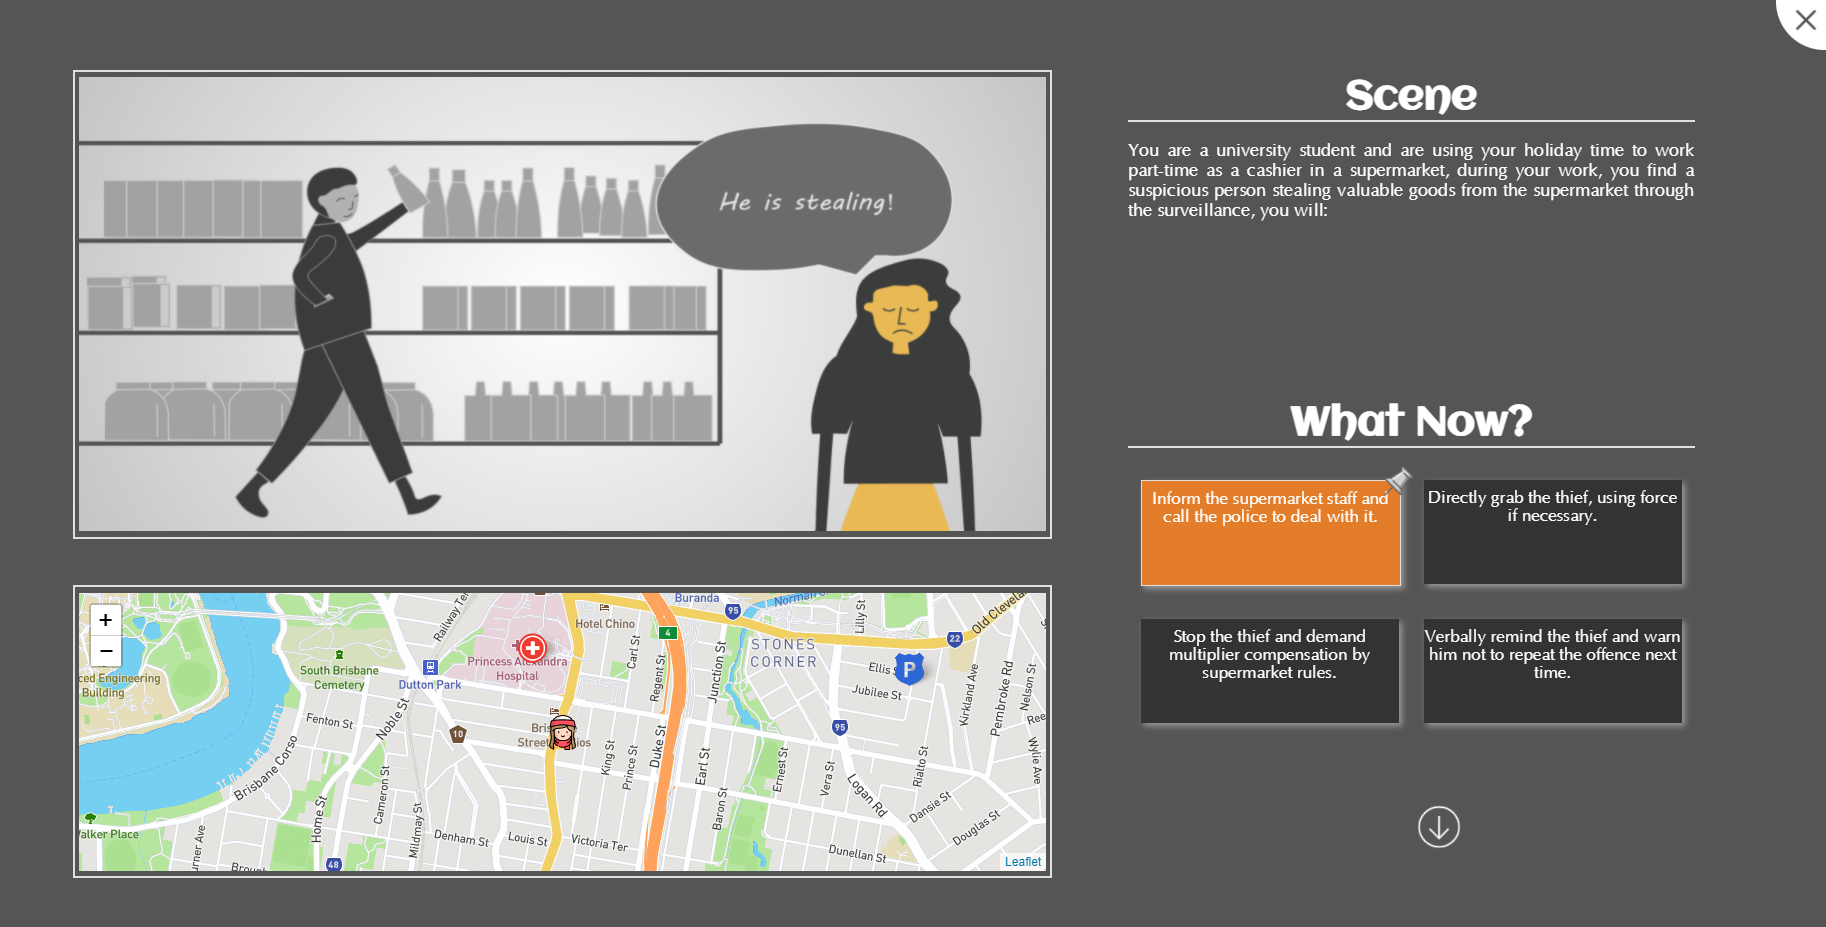 He is stealing!
Scene
You are a university student and are using your holiday time to work
part-time as a cashier in a supermarket, during your work, you find a
suspicious person stealing valuable goods from the supermarket through
the surveillance, you will:
What Now?
Inform the supermarket staff and
call the police to deal with it.
Directly grab the thief, using force
if necessary.
Stop the thief and demand
multiplier compensation by
supermarket rules.
Verbally remind the thief and warn
him not to repeat the offence next
time.
+
−
Buranda
95
Railway Ter
Hotel Chino
4
Lilly St
Old Clevela
22
STONES
CORNER
South Brisbane
Cemetery
Princess Alexandra
Hospital
Carl St
Regent St
Junction St
Ellis
P
Jubilee St
Kirkland Ave
Pembroke Rd
Nelson St
ced Engineering
Building
Dutton Park
Fenton St
Noble St
10
Street
Duke St
King St
Prince St
95
Brisbane Corso
Earl St
Ernest St
Vera St
Rialto St
Wylie Ave
Logan Rd
Home St
Cameron St
Mildmay St
Baron St
Dansie St
Douglas St
alker Place
Denham St
Louis St
Victoria Ter
Dunellan St
48
Leaflet